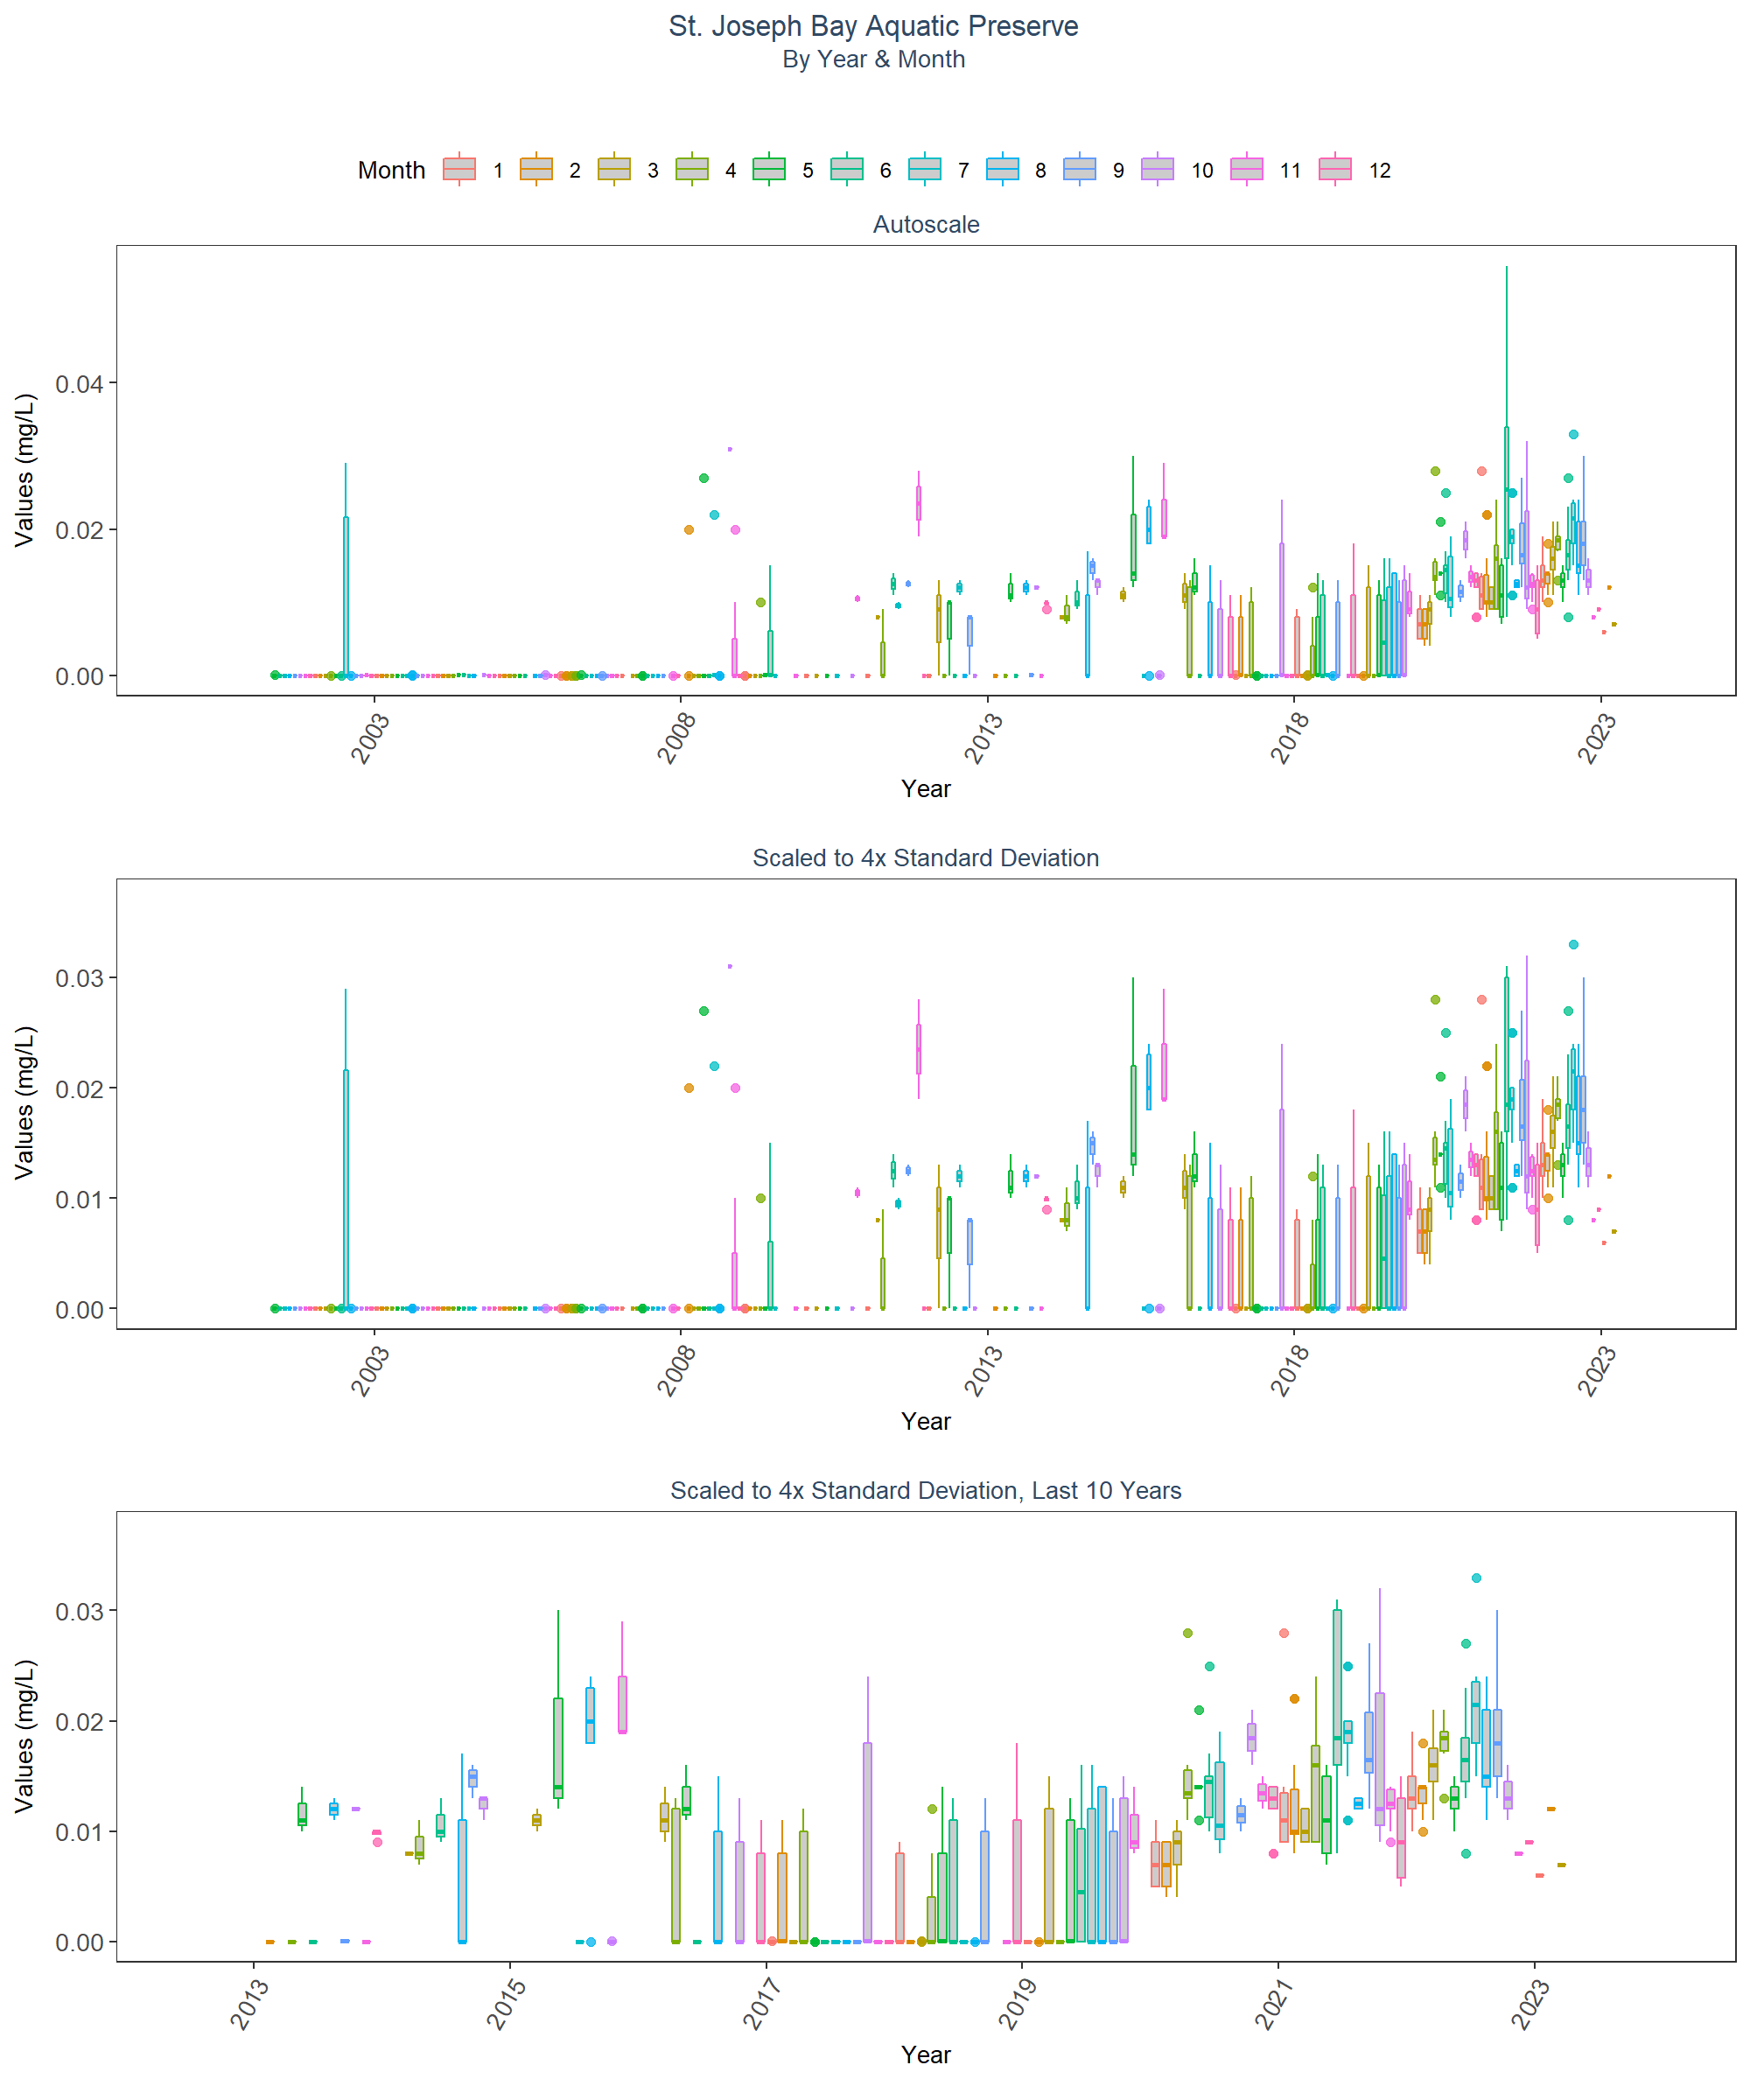 St. Joseph Bay Aquatic Preserve
By Year & Month
Month 1 2 3 4 5 6 7 8 9 10 11 12
Autoscale
Values (mg/L)
0.04
0.02
0.00
2003 2008 2013 2018 2023
Year
Scaled to 4x Standard Deviation
Values (mg/L)
0.03
0.02
0.01
0.00
2003 2008 2013 2018 2023
Year
Scaled to 4x Standard Deviation, Last 10 Years
Values (mg/L)
0.03
0.02
0.01
0.00
2013 2015 2017 2019 2021 2023
Year